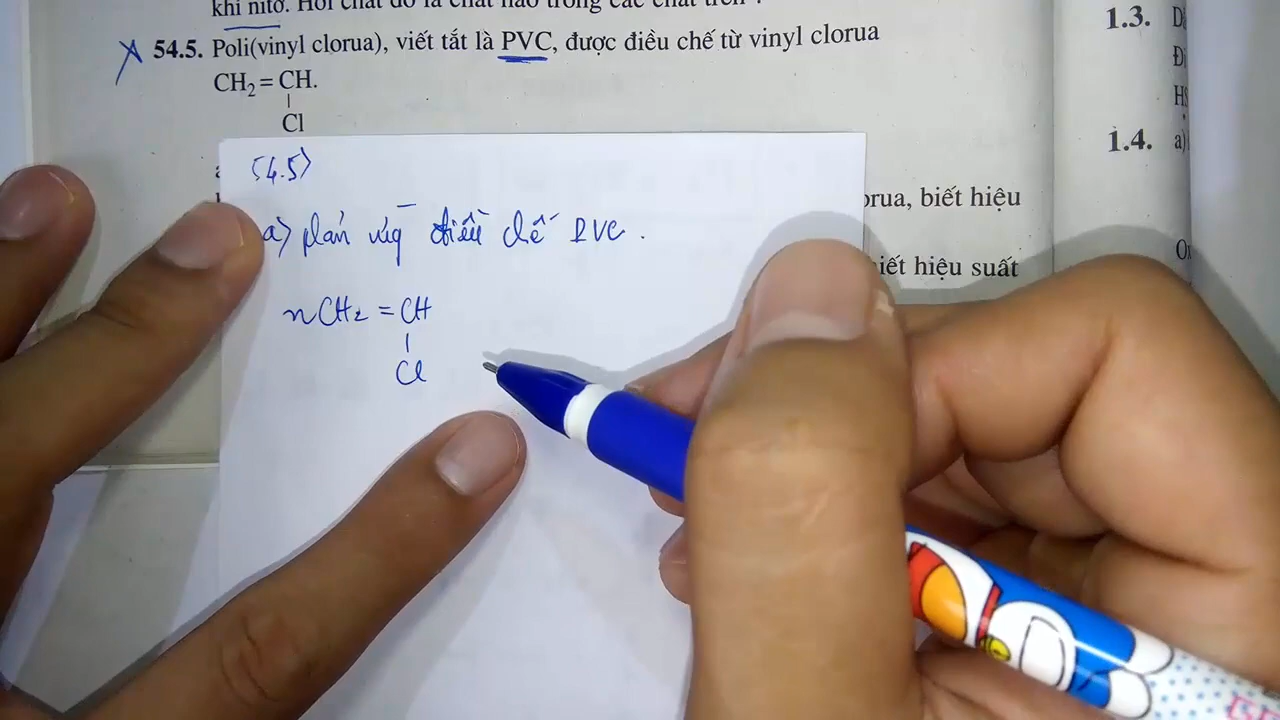 khí nitơ. Hỏi chất đó là chất nào trong các chất trên ?
54.5. Poli(vinyl clorua), viết tắt là PVC, được điều chế từ vinyl clorua
CH₂ = CH.
|
Cl
54.5)
a) phản ứng điều chế PVC.
nCH₂ = CH
|
Cl
orua, biết hiệu
iết hiệu suất
1.3.
1.4. a)